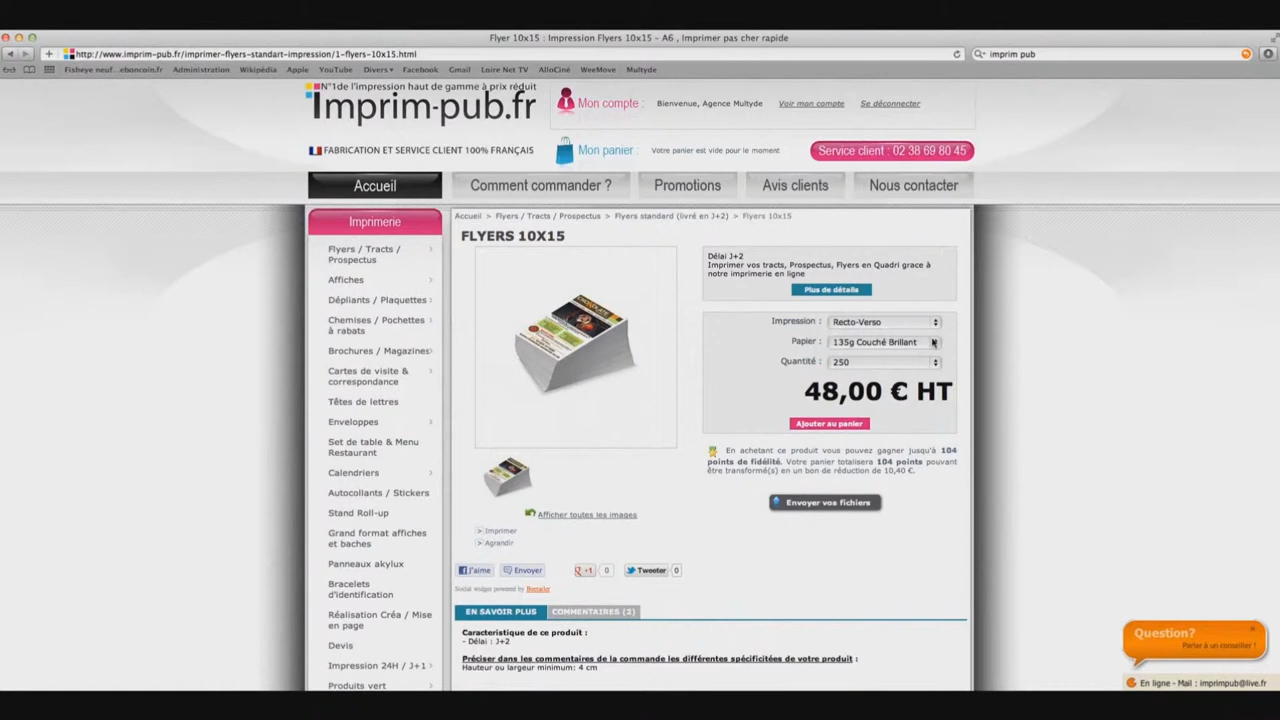 Flyer 10x15 : Impression Flyers 10x15 - A6 , Imprimer pas cher rapide
http://www.imprim-pub.fr/imprimer-flyers-standart-impression/1-flyers-10x15.html
imprim pub
Fisheye neuf...eboncoin.fr Administration Wikipédia Apple YouTube Divers Facebook Gmail Loire Net TV AlloCiné WeeMove Multyde
N°1de l'impression haut de gamme à prix réduit
Imprim-pub.fr
Mon compte : Bienvenue, Agence Multyde Voir mon compte Se déconnecter
FABRICATION ET SERVICE CLIENT 100% FRANÇAIS
Mon panier : Votre panier est vide pour le moment
Service client : 02 38 69 80 45
Accueil Comment commander ? Promotions Avis clients Nous contacter
Imprimerie
Flyers / Tracts /
Prospectus
Affiches
Dépliants / Plaquettes
Chemises / Pochettes
à rabats
Brochures / Magazines
Cartes de visite &
correspondance
Têtes de lettres
Enveloppes
Set de table & Menu
Restaurant
Calendriers
Autocollants / Stickers
Stand Roll-up
Grand format affiches
et baches
Panneaux akylux
Bracelets
d'identification
Réalisation Créa / Mise
en page
Devis
Impression 24H / J+1
Produits vert
Accueil > Flyers / Tracts / Prospectus > Flyers standard (livré en J+2) > Flyers 10x15
FLYERS 10X15
Délai J+2
Imprimer vos tracts, Prospectus, Flyers en Quadri grace à
notre imprimerie en ligne
Plus de détails
Impression : Recto-Verso
Papier : 135g Couché Brillant
Quantité : 250
48,00 € HT
Ajouter au panier
En achetant ce produit vous pouvez gagner jusqu'à 104
points de fidélité. Votre panier totalisera 104 points pouvant
être transformé(s) en un bon de réduction de 10,40 €.
Envoyer vos fichiers
Afficher toutes les images
> Imprimer
> Agrandir
J'aime Envoyer +1 0 Tweeter 0
Social widget powered by
EN SAVOIR PLUS COMMENTAIRES (2)
Caracteristique de ce produit :
- Délai : J+2
Préciser dans les commentaires de la commande les différentes spécificitées de votre produit :
Hauteur ou largeur minimum: 4 cm
Question?
Parler à un conseiller !
En ligne - Mail : imprimpub@live.fr